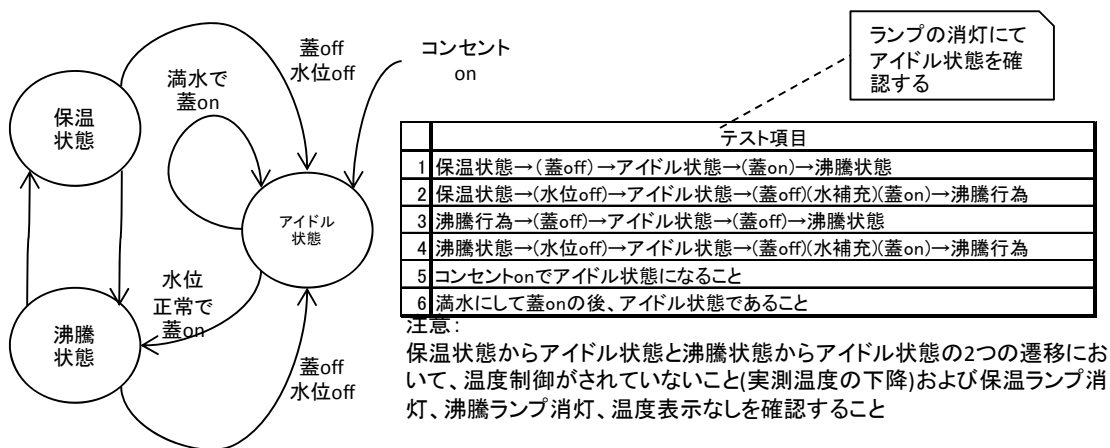 ランプの消灯にて
アイドル状態を確
認する
蓋off
水位off
コンセント
on
満水で
蓋on
保温
状態
アイドル
状態
水位
正常で
蓋on
沸騰
状態
蓋off
水位off
テスト項目
1 保温状態→(蓋off)→アイドル状態→(蓋on)→沸騰状態
2 保温状態→(水位off)→アイドル状態→(蓋off)(水補充)(蓋on)→沸騰行為
3 沸騰行為→(蓋off)→アイドル状態→(蓋off)→沸騰状態
4 沸騰状態→(水位off)→アイドル状態→(蓋off)(水補充)(蓋on)→沸騰行為
5 コンセントonでアイドル状態になること
6 満水にして蓋onの後、アイドル状態であること
注意:
保温状態からアイドル状態と沸騰状態からアイドル状態の2つの遷移にお
いて、温度制御がされていないこと(実測温度の下降)および保温ランプ消
灯、沸騰ランプ消灯、温度表示なしを確認すること